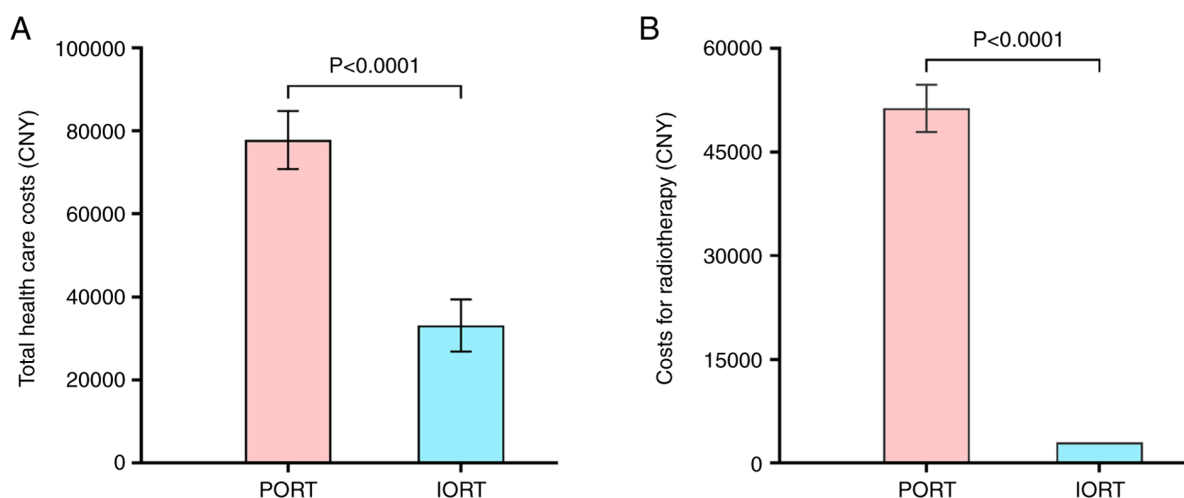 A
Total health care costs (CNY)
100000
80000
60000
40000
20000
0
P<0.0001
PORT
IORT
B
Costs for radiotherapy (CNY)
60000
45000
30000
15000
0
P<0.0001
PORT
IORT